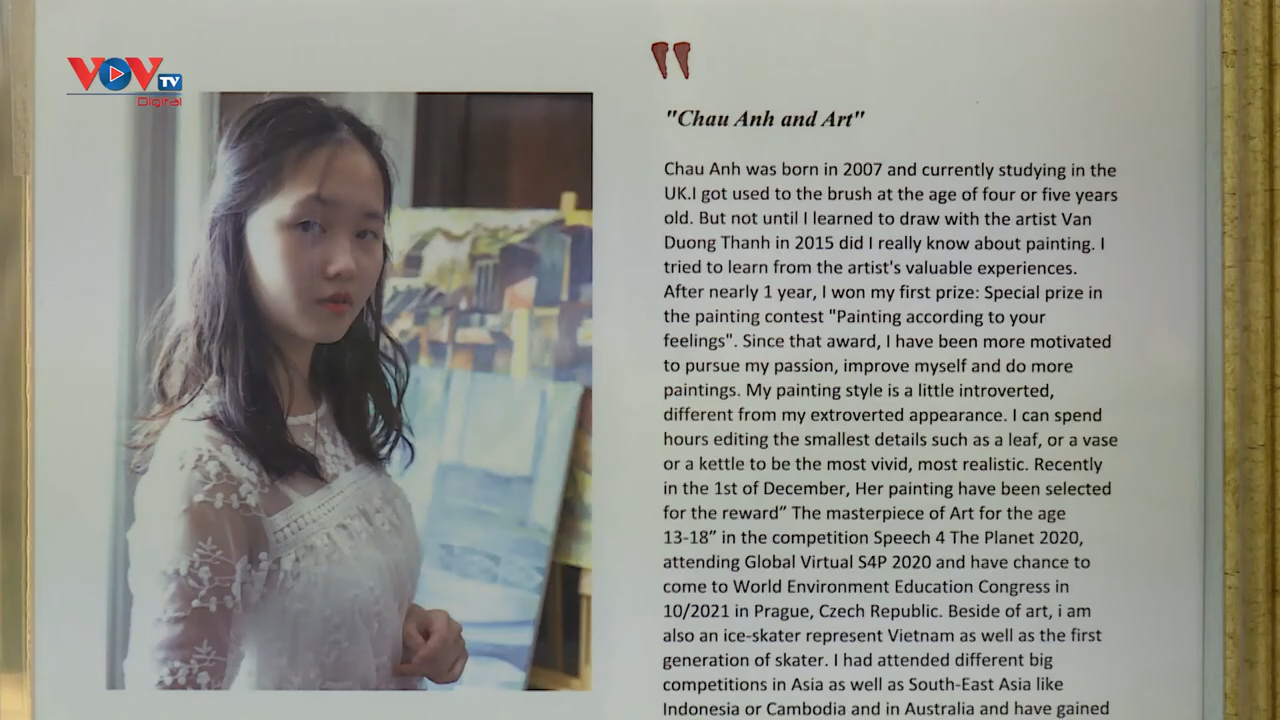 VOV TV
Digital
"Chau Anh and Art"
Chau Anh was born in 2007 and currently studying in the
UK.I got used to the brush at the age of four or five years
old. But not until I learned to draw with the artist Van
Duong Thanh in 2015 did I really know about painting. I
tried to learn from the artist's valuable experiences.
After nearly 1 year, I won my first prize: Special prize in
the painting contest "Painting according to your
feelings". Since that award, I have been more motivated
to pursue my passion, improve myself and do more
paintings. My painting style is a little introverted,
different from my extroverted appearance. I can spend
hours editing the smallest details such as a leaf, or a vase
or a kettle to be the most vivid, most realistic. Recently
in the 1st of December, Her painting have been selected
for the reward” The masterpiece of Art for the age
13-18” in the competition Speech 4 The Planet 2020,
attending Global Virtual S4P 2020 and have chance to
come to World Environment Education Congress in
10/2021 in Prague, Czech Republic. Beside of art, i am
also an ice-skater represent Vietnam as well as the first
generation of skater. I had attended different big
competitions in Asia as well as South-East Asia like
Indonesia or Cambodia and in Australia and have gained